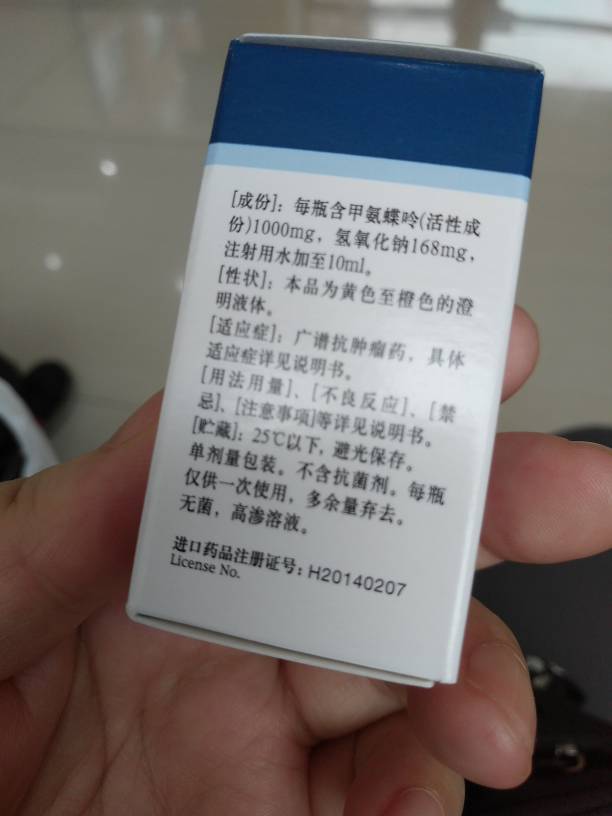 [成份]：每瓶含甲氨蝶呤(活性成
份)1000mg，氢氧化钠168mg，
注射用水加至10ml。
[性状]：本品为黄色至橙色的澄
明液体。
[适应症]：广谱抗肿瘤药，具体
适应症详见说明书。
[用法用量]、[不良反应]、[禁
忌]、[注意事项]等详见说明书。
[贮藏]：25℃以下，避光保存。
单剂量包装。不含抗菌剂。每瓶
仅供一次使用，多余量弃去。
无菌，高渗溶液。
进口药品注册证号：H20140207
License No.